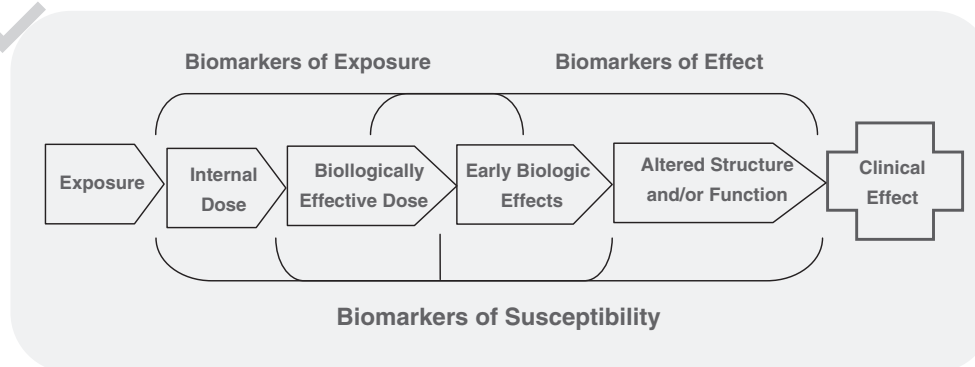 Biomarkers of Exposure
Biomarkers of Effect
Exposure
Internal
Dose
Biollogically
Effective Dose
Early Biologic
Effects
Altered Structure
and/or Function
Clinical
Effect
Biomarkers of Susceptibility